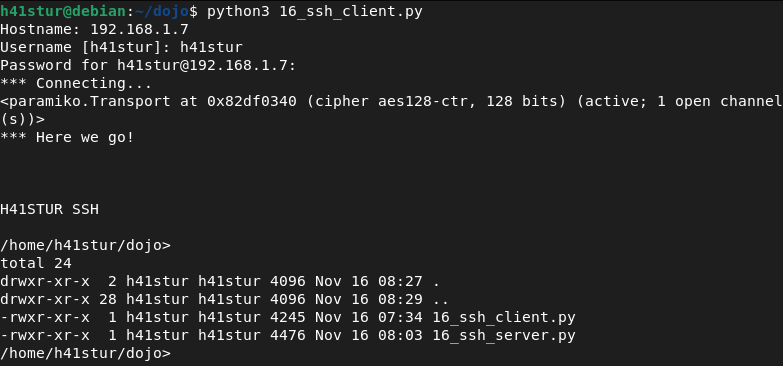 h41stur@debian:~/dojo$ python3 16_ssh_client.py
Hostname: 192.168.1.7
Username [h41stur]: h41stur
Password for h41stur@192.168.1.7:
*** Connecting...
<paramiko.Transport at 0x82df0340 (cipher aes128-ctr, 128 bits) (active; 1 open channel
(s))>
*** Here we go!
H41STUR SSH
/home/h41stur/dojo>
total 24
drwxr-xr-x  2 h41stur h41stur 4096 Nov 16 08:27 .
drwxr-xr-x 28 h41stur h41stur 4096 Nov 16 08:29 ..
-rwxr-xr-x  1 h41stur h41stur 4245 Nov 16 07:34 16_ssh_client.py
-rwxr-xr-x  1 h41stur h41stur 4476 Nov 16 08:03 16_ssh_server.py
/home/h41stur/dojo>